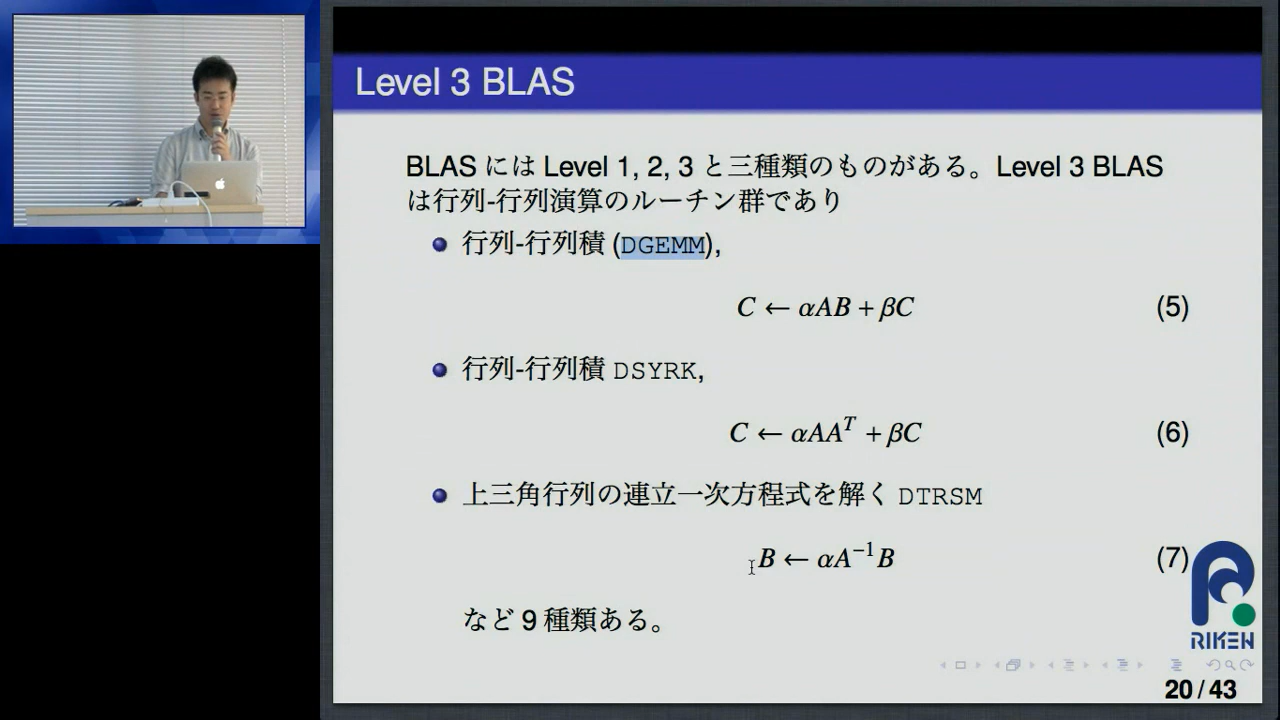 Level 3 BLAS
BLAS には Level 1, 2, 3 と三種類のものがある。Level 3 BLAS
は行列-行列演算のルーチン群であり
行列-行列積 (DGEMM),
C ← αAB + βC (5)
行列-行列積 DSYRK,
C ← αAA^T + βC (6)
上三角行列の連立一次方程式を解く DTRSM
B ← αA^{-1}B (7)
など 9 種類ある。
RIKEN
20 / 43